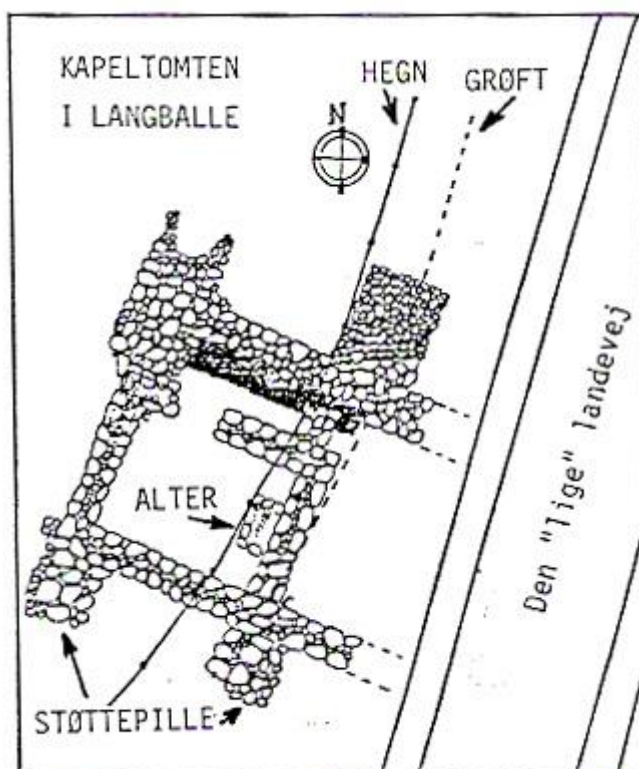 KAPELTOMTEN
I LANGBALLE
HEGN
GRØFT
N
ALTER
Den "lige" landevej
STØTTEPILLE